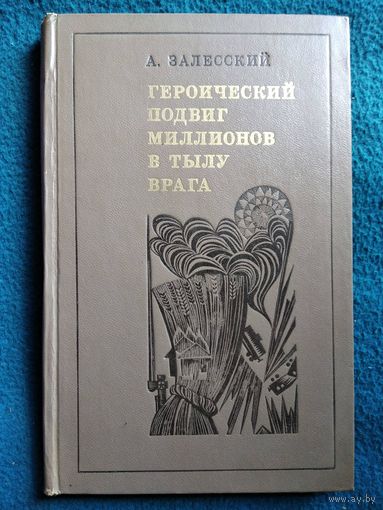 А. ЗАЛЕССКИЙ
ГЕРОИЧЕСКИЙ
ПОДВИГ
МИЛЛИОНОВ
В ТЫЛУ
ВРАГА
www.ay.by